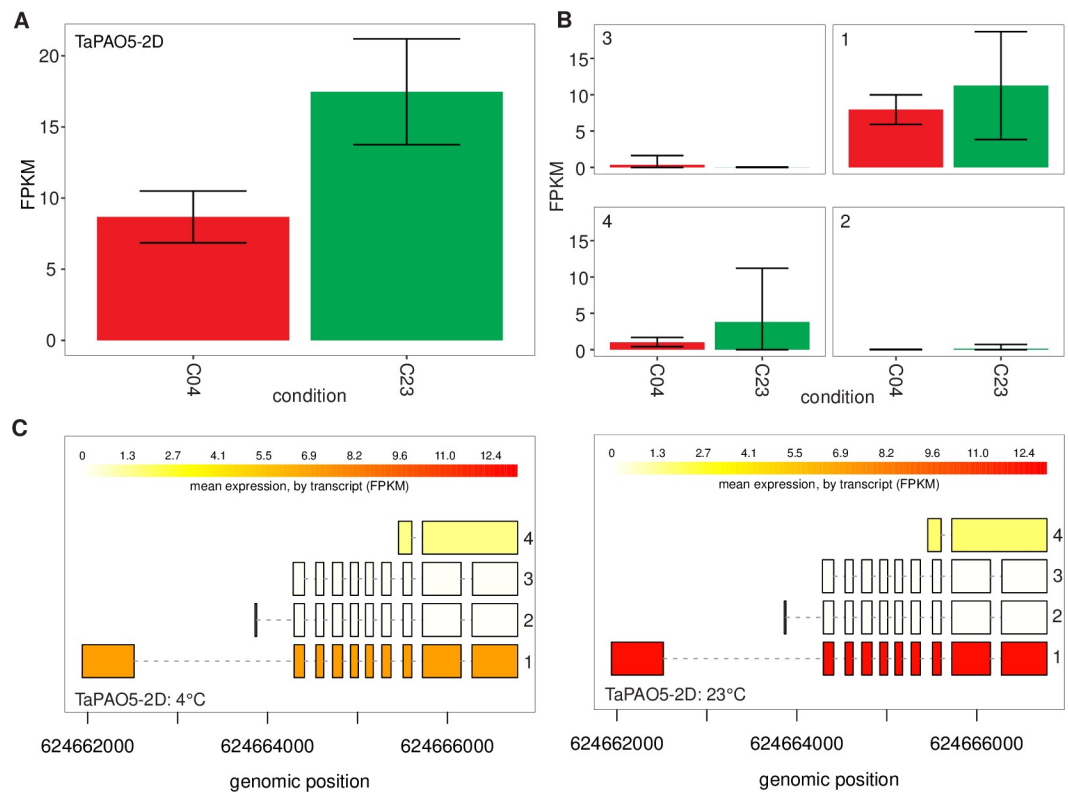 A
TaPAO5-2D
FPKM
20
15
10
5
0
C04
C23
condition
B
FPKM
3
1
15
10
5
0
4
2
15
10
5
0
C04
C23
C04
C23
condition
C
0 1.3 2.7 4.1 5.5 6.9 8.2 9.6 11.0 12.4
mean expression, by transcript (FPKM)
4
3
2
1
TaPAO5-2D: 4°C
624662000 624664000 624666000
genomic position
0 1.3 2.7 4.1 5.5 6.9 8.2 9.6 11.0 12.4
mean expression, by transcript (FPKM)
4
3
2
1
TaPAO5-2D: 23°C
624662000 624664000 624666000
genomic position